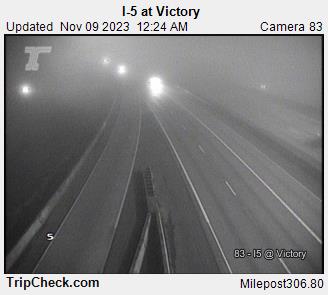 I-5 at Victory
Updated Nov 09 2023 12:24 AM Camera 83
T
S
83 - I5 @ Victory
TripCheck.com Milepost306.80